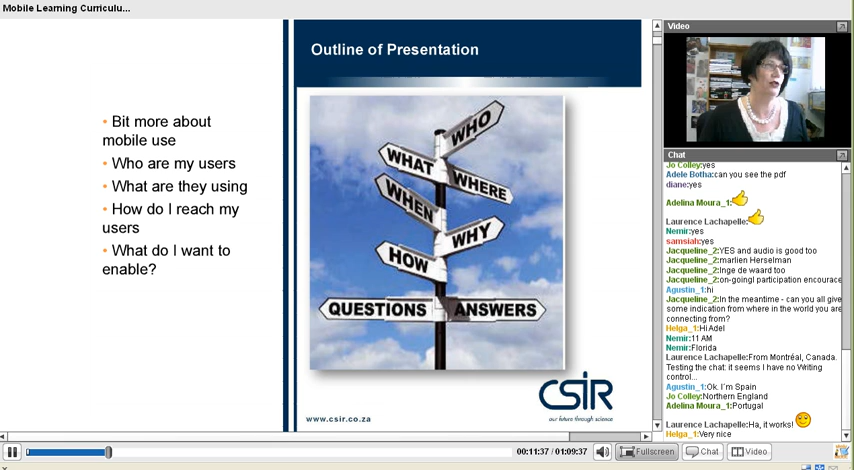 Mobile Learning Curriculu...
Outline of Presentation
• Bit more about
mobile use
• Who are my users
• What are they using
• How do I reach my
users
• What do I want to
enable?
WHO
WHAT
WHERE
WHEN
WHY
HOW
QUESTIONS ANSWERS
CSIR
our future through science
www.csir.co.za
Video
Chat
Jo Colley:yes
Adele Botha:can you see the pdf
diane:yes
Adelina Moura_1:
Laurence Lachapelle:
Nemir:yes
samsiah:yes
Jacqueline_2:YES and audio is good too
Jacqueline_2:marlien Herselman
Jacqueline_2:Inge de waard too
Jacqueline_2:on-goingl participation encourace
Agustin_1:hi
Jacqueline_2:In the meantime - can you all give
some indication from where in the world you are
connecting from?
Helga_1:Hi Adel
Nemir:11 AM
Nemir:Florida
Laurence Lachapelle:From Montréal, Canada.
Testing the chat: it seems I have no Writing
control...
Agustin_1:Ok. I´m Spain
Jo Colley:Northern England
Adelina Moura_1:Portugal
Laurence Lachapelle:Ha, it works!
Helga_1:Very nice
00:11:37 / 01:09:37
Fullscreen
Chat
Video